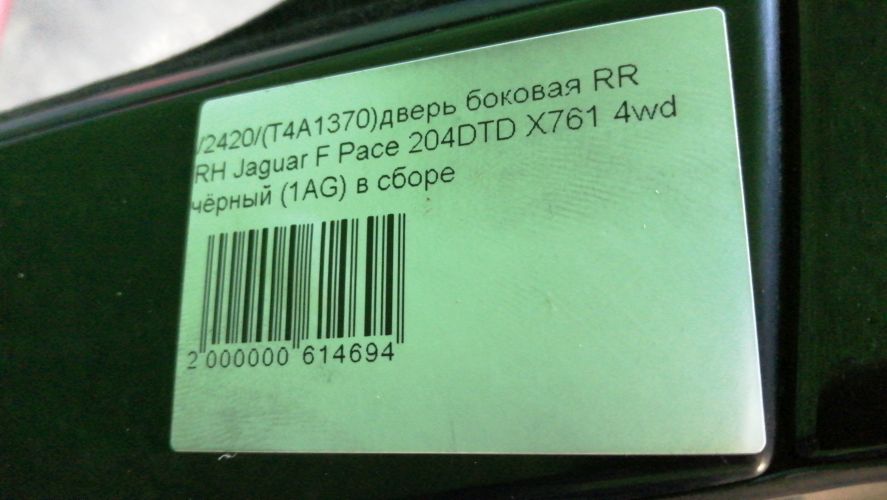 /2420/(T4A1370)дверь боковая RR
RH Jaguar F Pace 204DTD X761 4wd
чёрный (1AG) в сборе
2 000000 614694